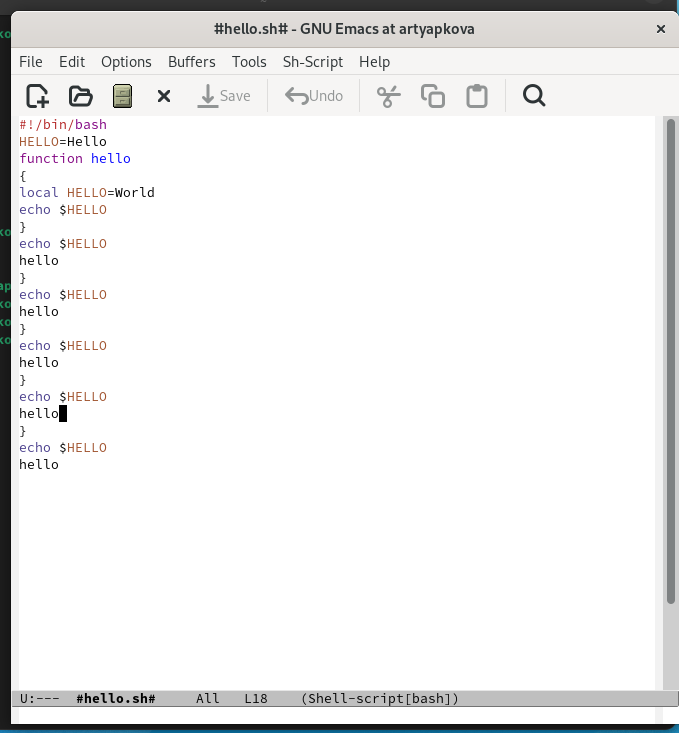 #hello.sh# - GNU Emacs at artyapkova
File Edit Options Buffers Tools Sh-Script Help
Save Undo
#!/bin/bash
HELLO=Hello
function hello
{
local HELLO=World
echo $HELLO
}
echo $HELLO
hello
}
echo $HELLO
hello
}
echo $HELLO
hello
}
echo $HELLO
hello
}
echo $HELLO
hello
U:--- #hello.sh# All L18 (Shell-script[bash])